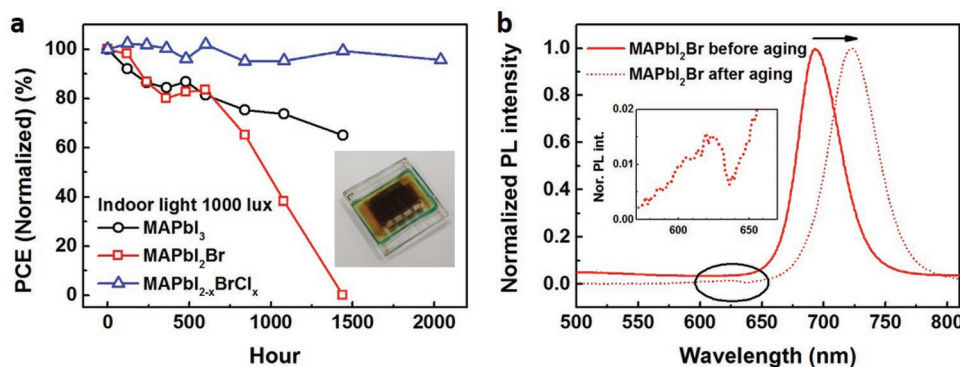 a
PCE (Normalized) (%)
100
80
60
40
20
0
Indoor light 1000 lux
MAPbI3
MAPbI2Br
MAPbI2-xBrClx
0
500
1000
1500
2000
Hour
b
Normalized PL intensity
1.0
0.8
0.6
0.4
0.2
0.0
MAPbI2Br before aging
MAPbI2Br after aging
Nor. PL int.
0.02
0.01
0.00
600
650
500
550
600
650
700
750
800
Wavelength (nm)